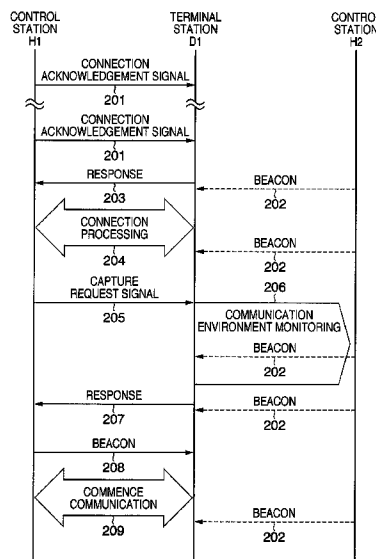 CONTROL
STATION
H1
TERMINAL
STATION
D1
CONTROL
STATION
H2
CONNECTION
ACKNOWLEDGEMENT SIGNAL
201
CONNECTION
ACKNOWLEDGEMENT SIGNAL
201
RESPONSE
203
BEACON
202
CONNECTION
PROCESSING
204
BEACON
202
CAPTURE
REQUEST SIGNAL
205
206
COMMUNICATION
ENVIRONMENT MONITORING
BEACON
202
RESPONSE
207
BEACON
202
BEACON
208
COMMENCE
COMMUNICATION
209
BEACON
202